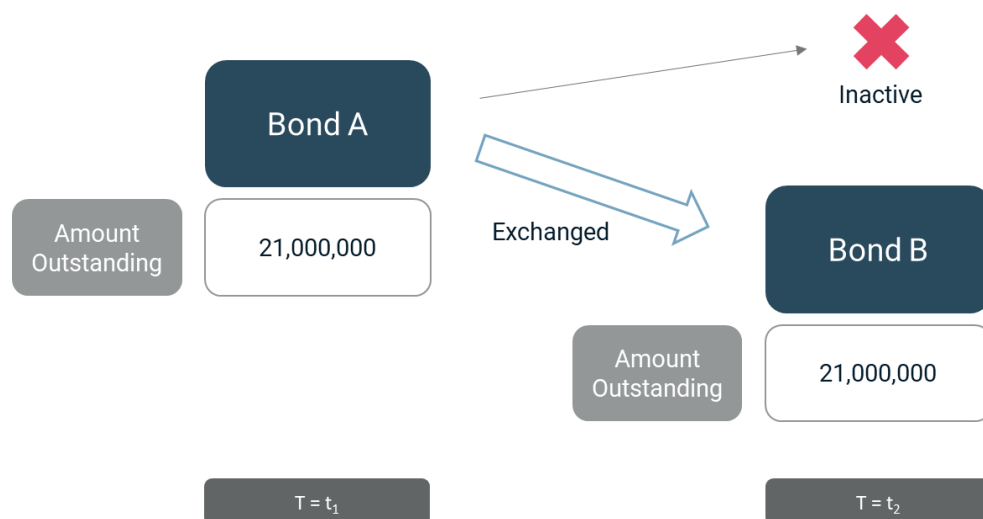 Inactive
Bond A
Amount
Outstanding
21,000,000
Exchanged
Bond B
Amount
Outstanding
21,000,000
T = t₁
T = t₂